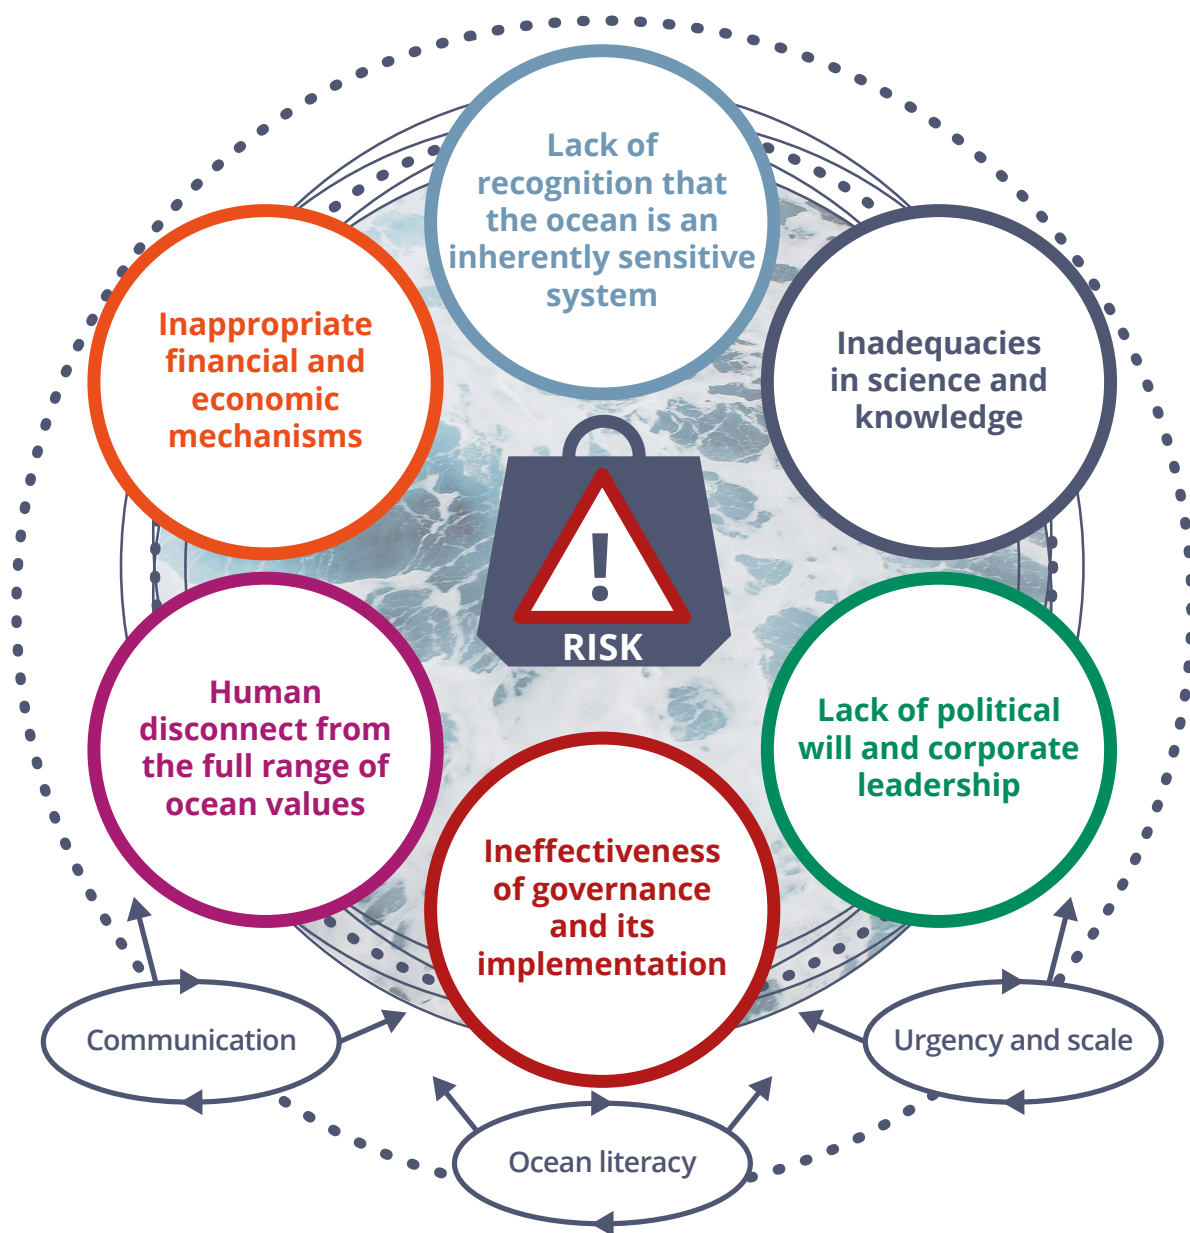 Lack of
recognition that
the ocean is an
inherently sensitive
system
Inappropriate
financial and
economic
mechanisms
Inadequacies
in science and
knowledge
!
RISK
Human
disconnect from
the full range of
ocean values
Lack of political
will and corporate
leadership
Ineffectiveness
of governance
and its
implementation
Communication
Urgency and scale
Ocean literacy